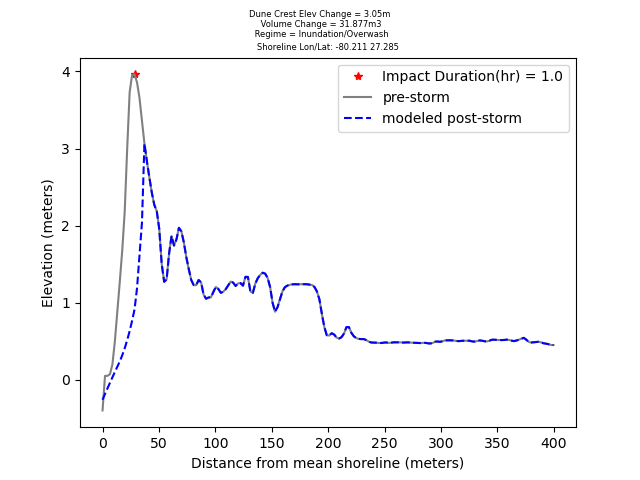 Dune Crest Elev Change = 3.05m
Volume Change = 31.877m3
Regime = Inundation/Overwash
Shoreline Lon/Lat: -80.211 27.285
Impact Duration(hr) = 1.0
pre-storm
modeled post-storm
Elevation (meters)
4
3
2
1
0
0 50 100 150 200 250 300 350 400
Distance from mean shoreline (meters)